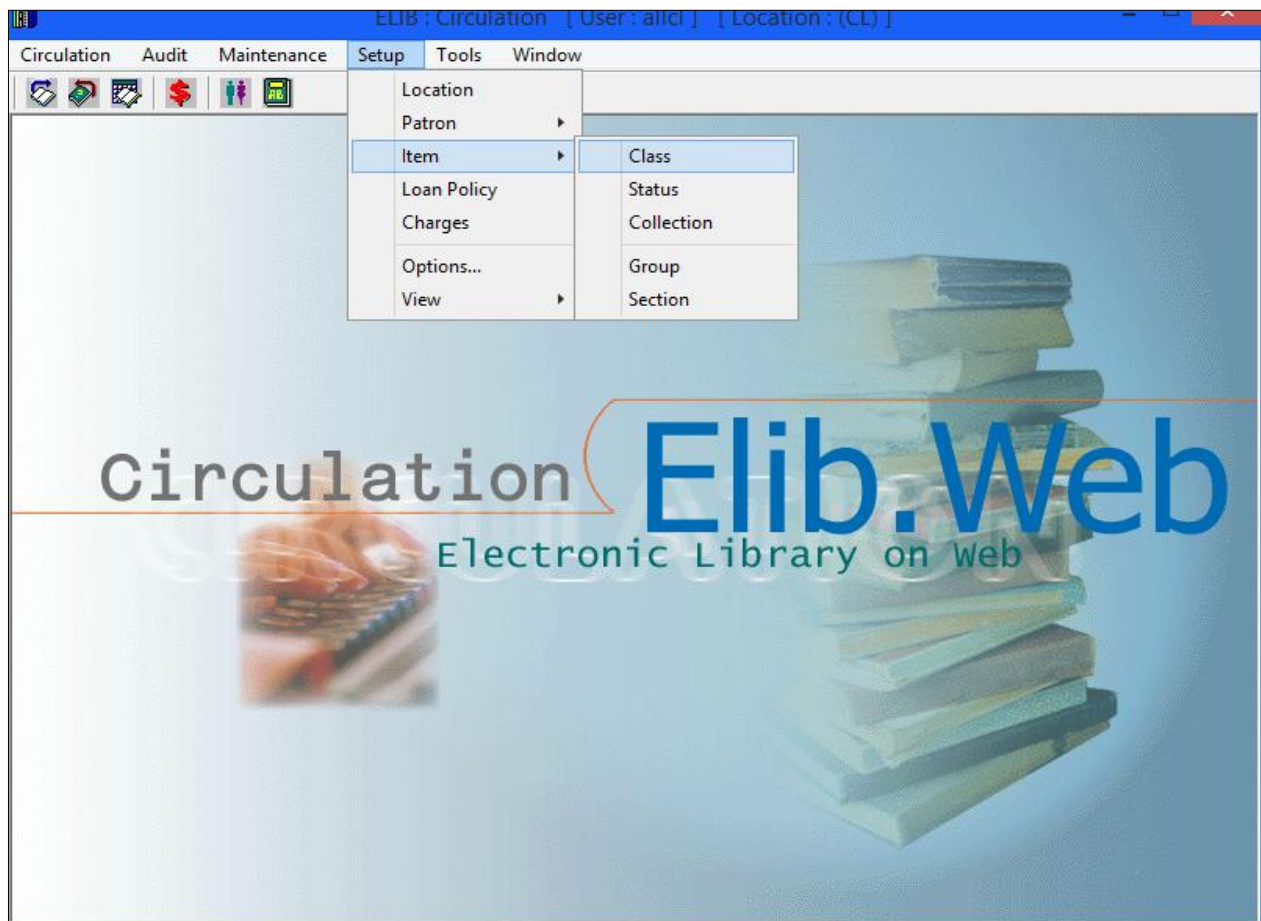 ELIB : Circulation [ User : allcl ] [ Location : (CL) ]
Circulation Audit Maintenance Setup Tools Window
Location
Patron
Item
Loan Policy
Charges
Options...
View
Class
Status
Collection
Group
Section
Circulation
Elib.Web
CIRCULATION
Electronic Library on Web